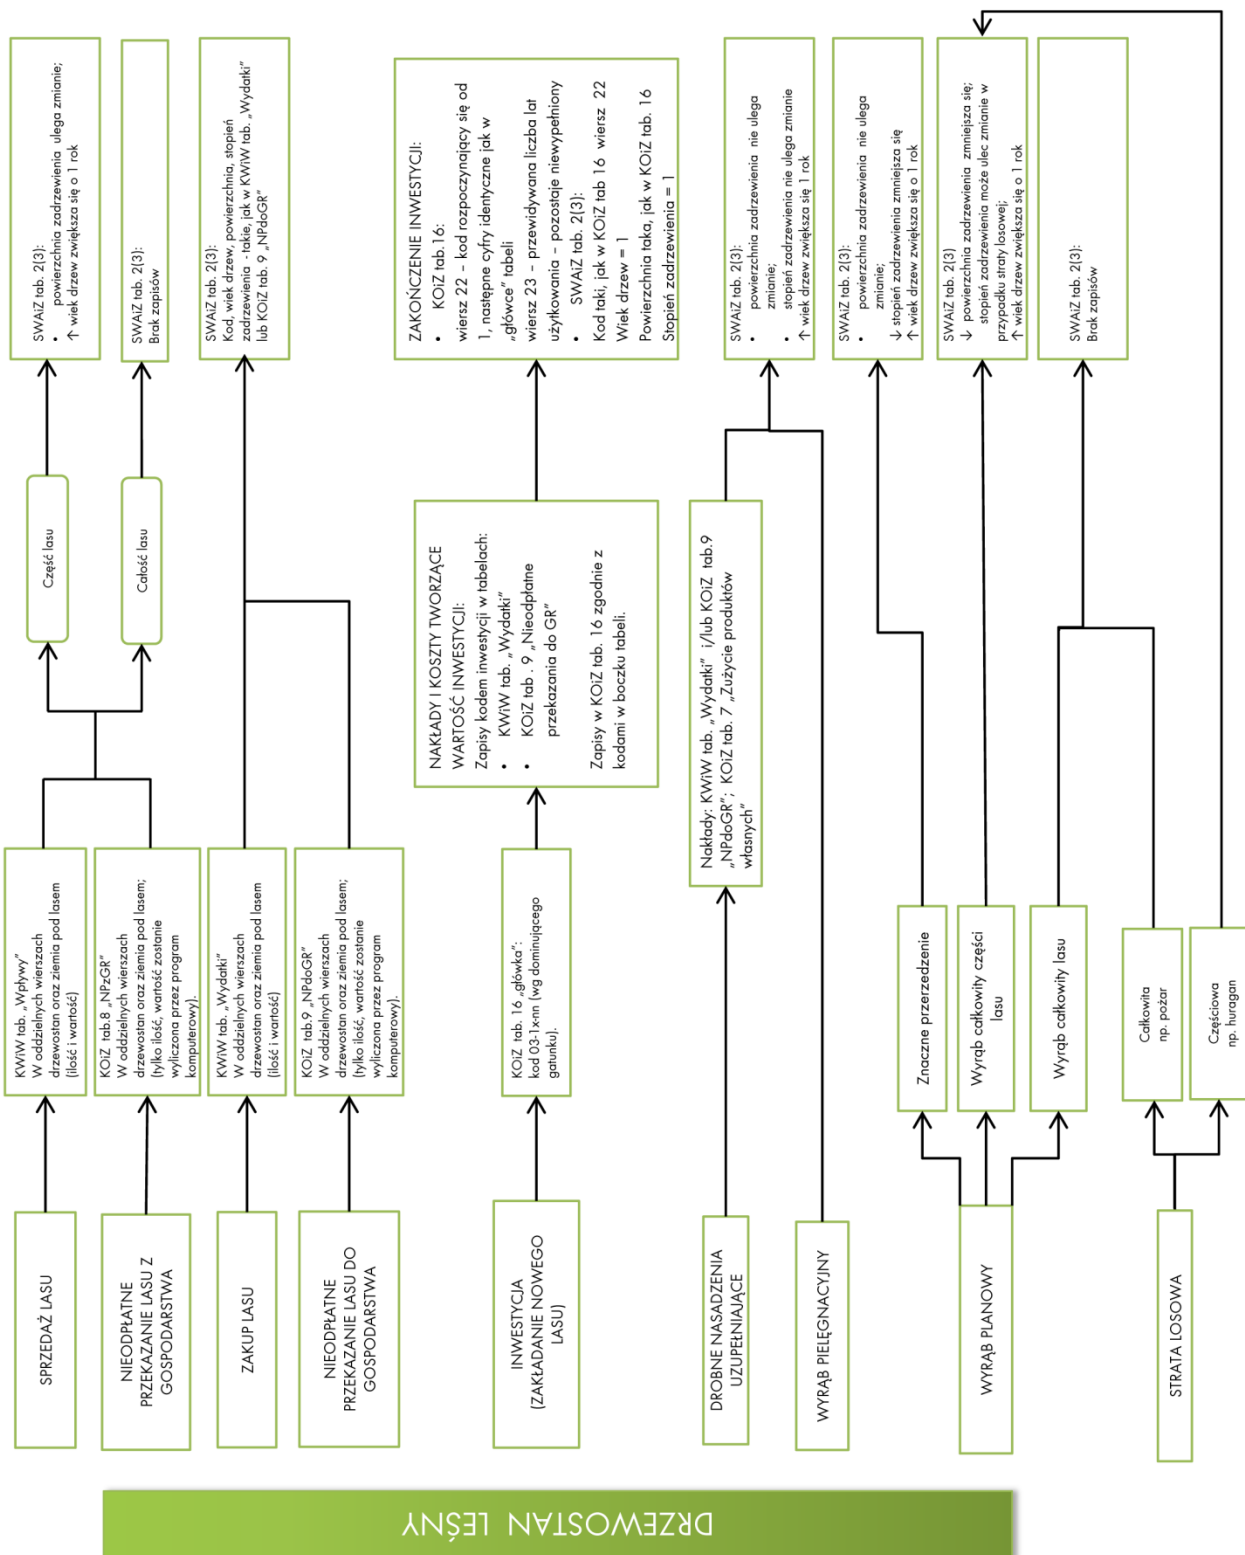 DRZEWOSTAN LEŚNY
SPRZEDAŻ LASU
KWiW tab. „Wpływy"
W oddzielnych wierszach
drzewostan oraz ziemia pod lasem
(ilość i wartość)
Część lasu
SWAiZ tab. 2(3):
• powierzchnia zadrzewienia ulega zmianie;
↑ wiek drzew zwiększa się o 1 rok
NIEODPŁATNE
PRZEKAZANIE LASU Z
GOSPODARSTWA
KOiZ tab.8 „NPzGR"
W oddzielnych wierszach
drzewostan oraz ziemia pod lasem;
(tylko ilość, wartość zostanie
wyliczona przez program
komputerowy).
Całość lasu
SWAiZ tab. 2(3):
Brak zapisów
ZAKUP LASU
KWiW tab. „Wydatki"
W oddzielnych wierszach
drzewostan oraz ziemia pod lasem
(ilość i wartość)
SWAiZ tab. 2(3):
Kod, wiek drzew, powierzchnia, stopień
zadrzewienia - takie, jak w KWiW tab. „Wydatki"
lub KOiZ tab. 9 „NPdoGR"
NIEODPŁATNE
PRZEKAZANIE LASU DO
GOSPODARSTWA
KOiZ tab.9 „NPdoGR"
W oddzielnych wierszach
drzewostan oraz ziemia pod lasem;
(tylko ilość, wartość zostanie
wyliczona przez program
komputerowy).
INWESTYCJA
(ZAKŁADANIE NOWEGO
LASU)
KOiZ tab. 16 „główka":
kod 03-1x-nn (wg dominującego
gatunku).
NAKŁADY I KOSZTY TWORZĄCE
WARTOŚĆ INWESTYCJI:
Zapisy kodem inwestycji w tabelach:
• KWiW tab. „Wydatki"
• KOiZ tab . 9 „Nieodpłatne
przekazania do GR"
Zapisy w KOiZ tab. 16 zgodnie z
kodami w boczku tabeli.
ZAKOŃCZENIE INWESTYCJI:
• KOiZ tab.16:
wiersz 22 – kod rozpoczynający się od
1, następne cyfry identyczne jak w
„główce" tabeli
wiersz 23 – przewidywana liczba lat
użytkowania – pozostaje niewypełniony
• SWAiZ tab. 2(3):
Kod taki, jak w KOiZ tab 16 wiersz 22
Wiek drzew = 1
Powierzchnia taka, jak w KOiZ tab. 16
Stopień zadrzewienia = 1
DROBNE NASADZENIA
UZUPEŁNIAJĄCE
Nakłady: KWiW tab. „Wydatki" i/lub KOiZ tab.9
„NPdoGR"; KOiZ tab. 7 „Zużycie produktów
własnych"
SWAiZ tab. 2(3):
• powierzchnia zadrzewienia nie ulega
zmianie;
• stopień zadrzewienia nie ulega zmianie
↑ wiek drzew zwiększa się 1 rok
WYRĄB PIELĘGNACYJNY
WYRĄB PLANOWY
Znaczne przerzedzenie
SWAiZ tab. 2(3):
• powierzchnia zadrzewienia nie ulega
zmianie;
↓ stopień zadrzewienia zmniejsza się
↑ wiek drzew zwiększa się o 1 rok
Wyrąb całkowity części
lasu
SWAiZ tab. 2(3)
↓ powierzchnia zadrzewienia zmniejsza się;
stopień zadrzewienia może ulec zmianie w
przypadku straty losowej;
↑ wiek drzew zwiększa się o 1 rok
Wyrąb całkowity lasu
SWAiZ tab. 2(3):
Brak zapisów
STRATA LOSOWA
Całkowita
np. pożar
Częściowa
np. huragan